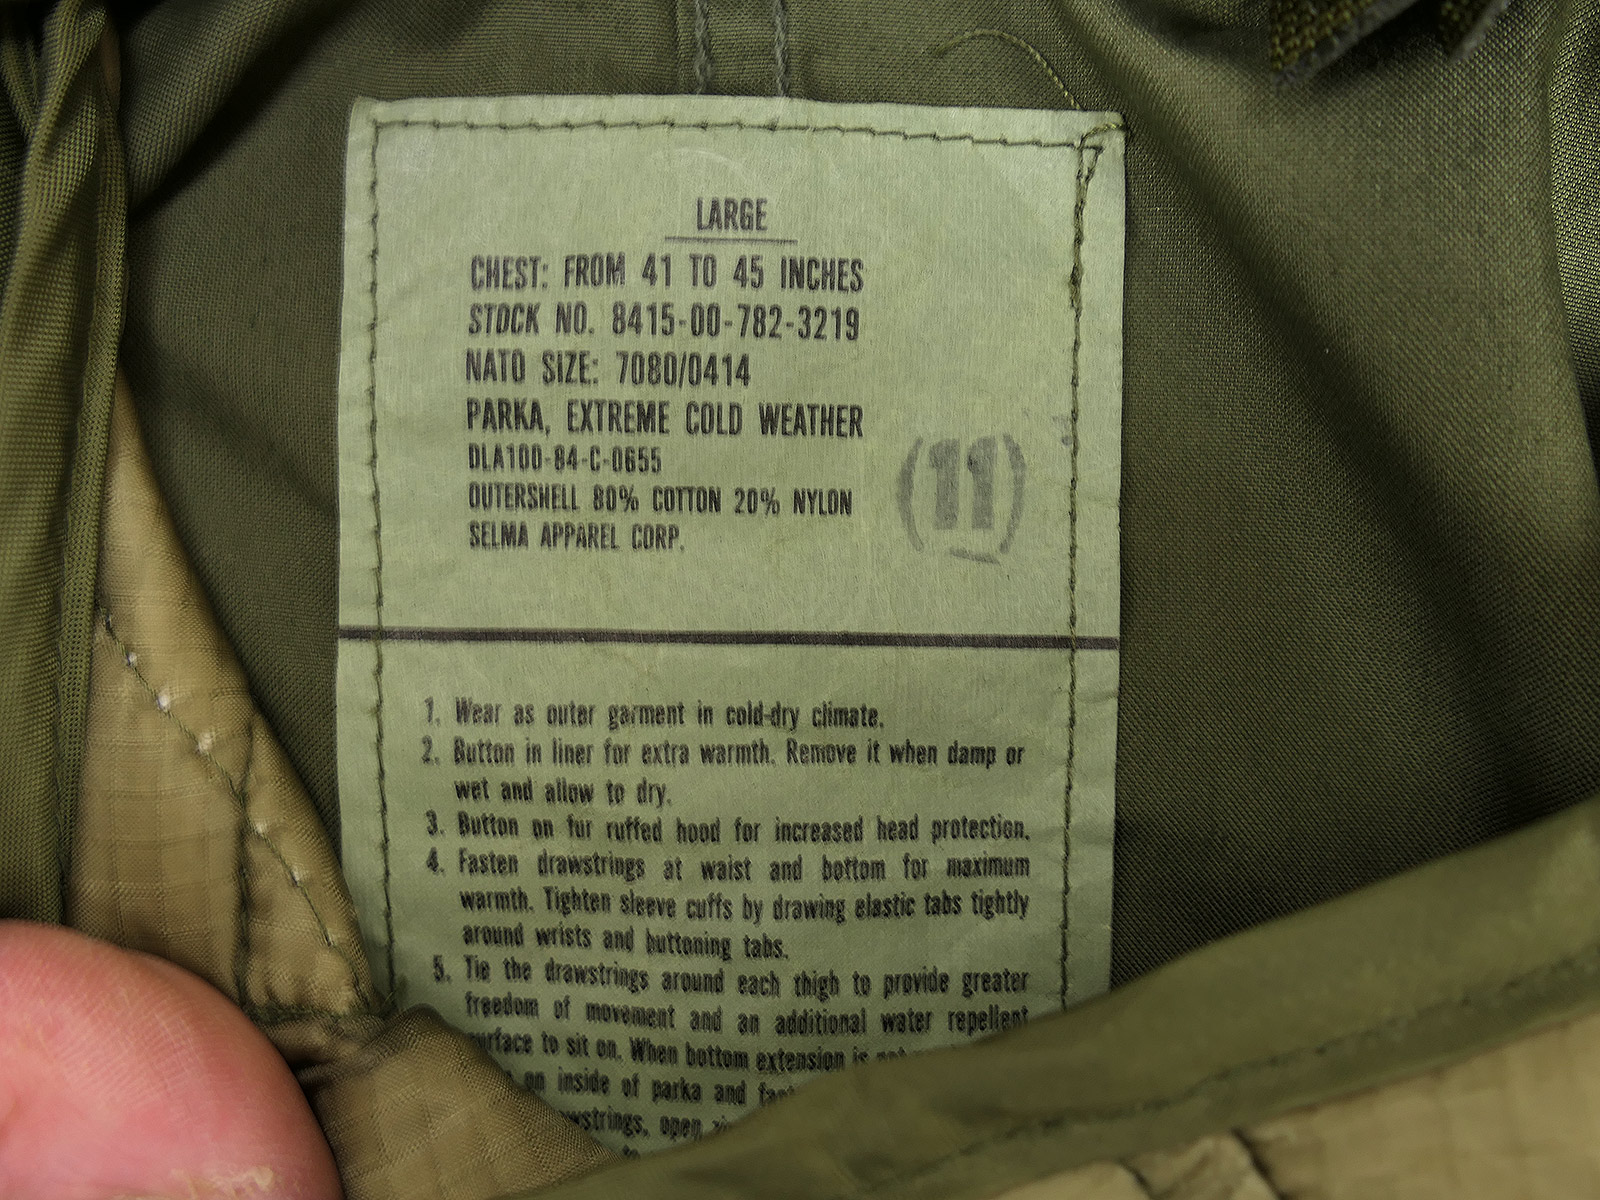 LARGE
CHEST: FROM 41 TO 45 INCHES
STOCK NO. 8415-00-782-3219
NATO SIZE: 7080/0414
PARKA, EXTREME COLD WEATHER
DLA100-84-C-0655
OUTERSHELL 80% COTTON 20% NYLON
SELMA APPAREL CORP.
(11)
1. Wear as outer garment in cold-dry climate.
2. Button in liner for extra warmth. Remove it when damp or
wet and allow to dry.
3. Button on fur ruffed hood for increased head protection.
4. Fasten drawstrings at waist and bottom for maximum
warmth. Tighten sleeve cuffs by drawing elastic tabs tightly
around wrists and buttoning tabs.
5. Tie the drawstrings around each thigh to provide greater
freedom of movement and an additional water repellent
surface to sit on. When bottom extension is
on inside of parka and
open